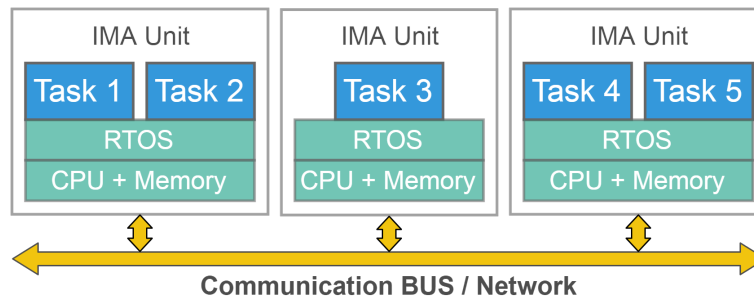 IMA Unit
Task 1 Task 2
RTOS
CPU + Memory
IMA Unit
Task 3
RTOS
CPU + Memory
IMA Unit
Task 4 Task 5
RTOS
CPU + Memory
Communication BUS / Network